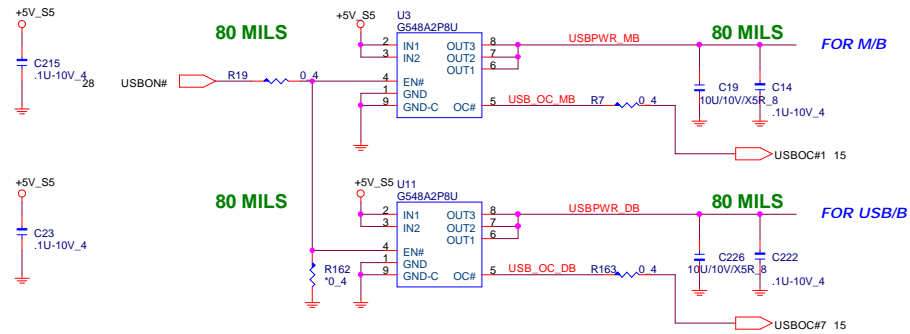 +5V_S5
C215
.1U-10V_4
80 MILS
28 USBON#
R19 0_4
+5V_S5
U3
G548A2P8U
2 IN1 OUT3 8
3 IN2 OUT2 7
OUT1 6
4 EN#
1 GND
9 GND-C OC# 5
USBPWR_MB
80 MILS
FOR M/B
C19
10U/10V/X5R_8
C14
.1U-10V_4
USB_OC_MB R7 0_4
USBOC#1 15
+5V_S5
C23
.1U-10V_4
80 MILS
R162
*0_4
+5V_S5
U11
G548A2P8U
2 IN1 OUT3 8
3 IN2 OUT2 7
OUT1 6
4 EN#
1 GND
9 GND-C OC# 5
USBPWR_DB
80 MILS
FOR USB/B
C226
10U/10V/X5R_8
C222
.1U-10V_4
USB_OC_DB R163 0_4
USBOC#7 15